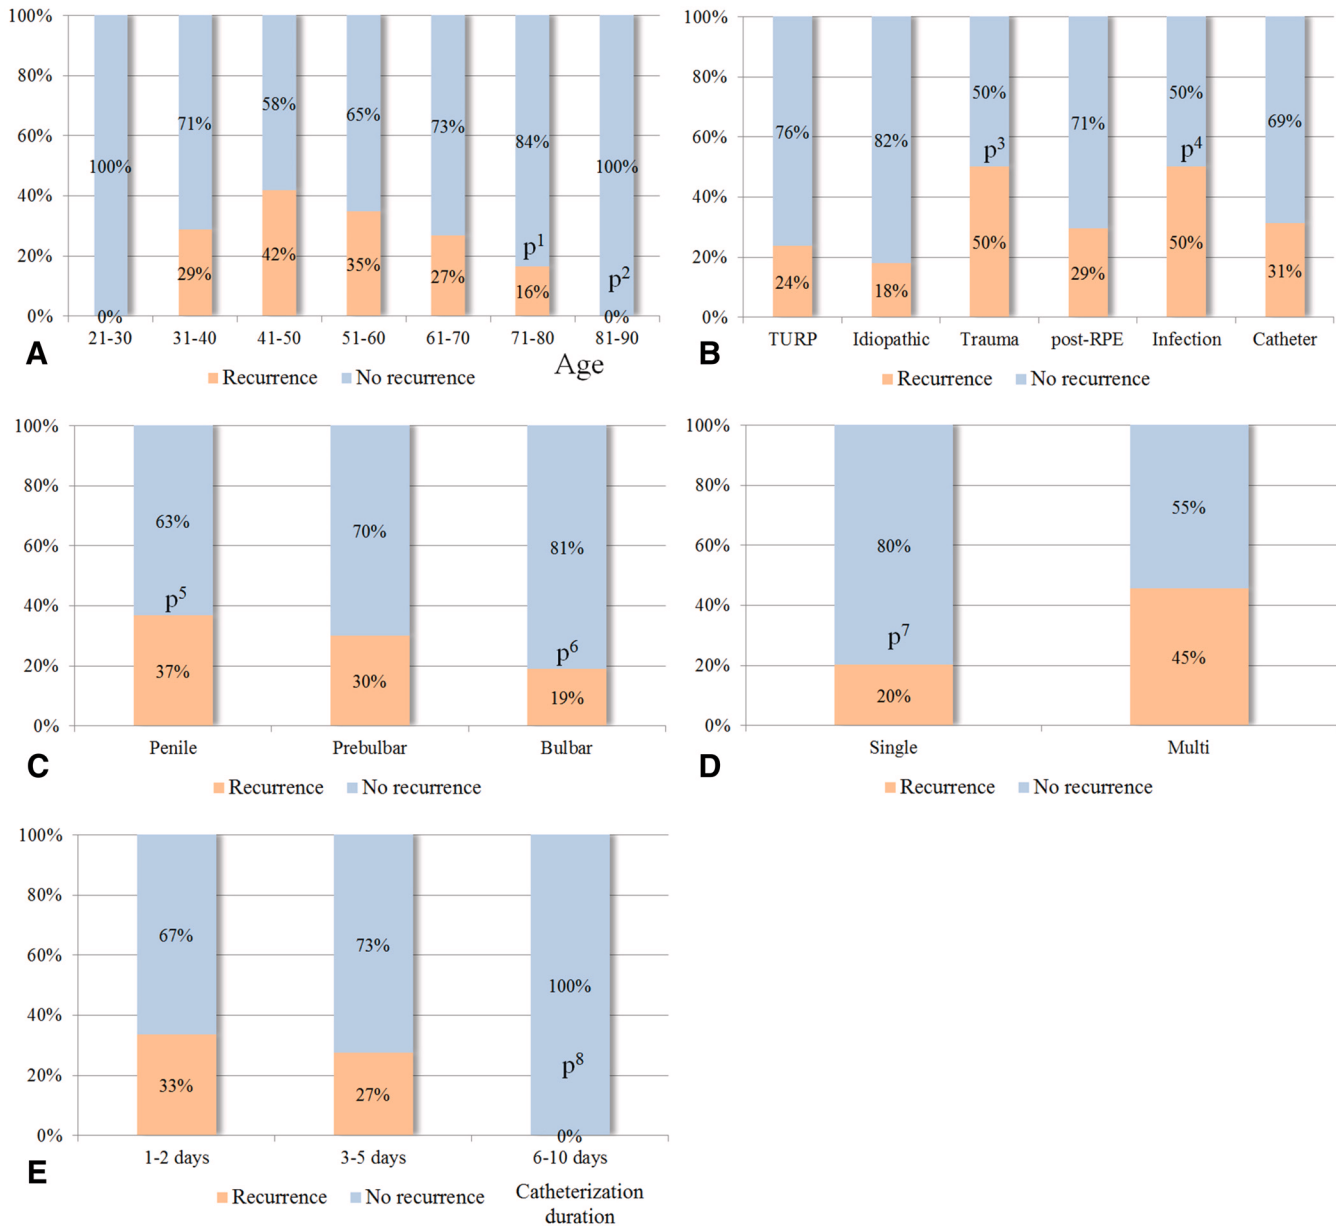 100%
80%
60%
40%
20%
0%
100%
0%
71%
29%
58%
42%
65%
35%
73%
27%
84%
p1
16%
100%
p2
0%
21-30 31-40 41-50 51-60 61-70 71-80 81-90
A
Age
Recurrence No recurrence
100%
80%
60%
40%
20%
0%
76%
24%
82%
18%
50%
p3
50%
71%
29%
50%
p4
50%
69%
31%
TURP Idiopathic Trauma post-RPE Infection Catheter
B
Recurrence No recurrence
100%
80%
60%
40%
20%
0%
63%
p5
37%
70%
30%
81%
p6
19%
Penile Prebulbar Bulbar
C
Recurrence No recurrence
100%
80%
60%
40%
20%
0%
80%
p7
20%
55%
45%
Single Multi
D
Recurrence No recurrence
100%
80%
60%
40%
20%
0%
67%
33%
73%
27%
100%
p8
0%
1-2 days 3-5 days 6-10 days
E
Recurrence No recurrence
Catheterization
duration